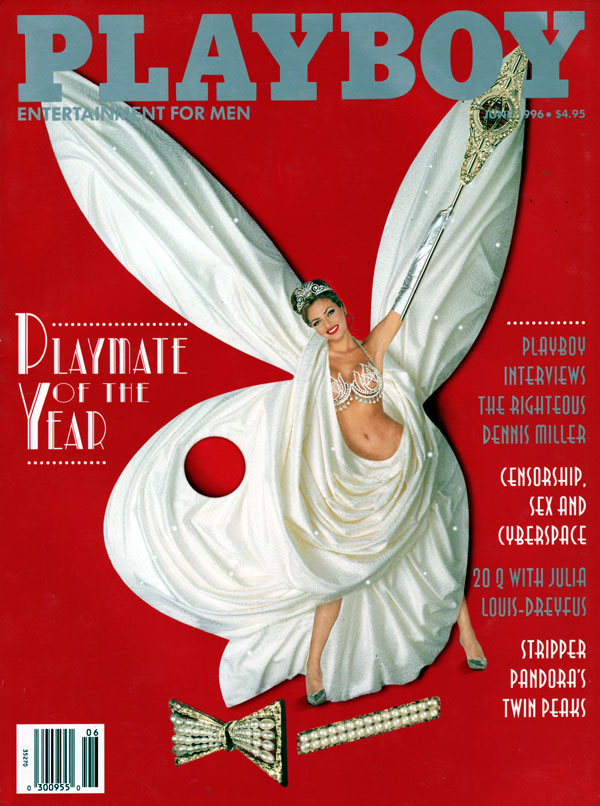 PLAYBOY
ENTERTAINMENT FOR MEN
JUNE 1996 • $4.95
PLAYMATE
OF THE
YEAR
PLAYBOY
INTERVIEWS
THE RIGHTEOUS
DENNIS MILLER
CENSORSHIP,
SEX AND
CYBERSPACE
20 Q WITH JULIA
LOUIS-DREYFUS
STRIPPER
PANDORA'S
TWIN PEAKS
06
35270
0 300955 0